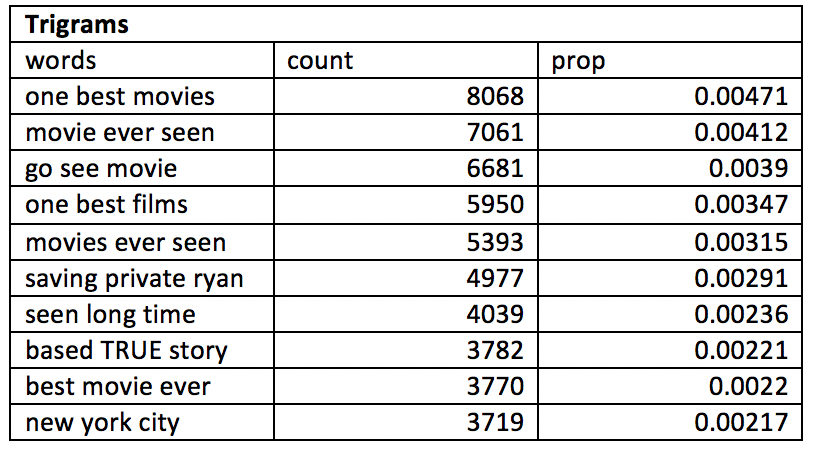 Trigrams
words count prop
one best movies 8068 0.00471
movie ever seen 7061 0.00412
go see movie 6681 0.0039
one best films 5950 0.00347
movies ever seen 5393 0.00315
saving private ryan 4977 0.00291
seen long time 4039 0.00236
based TRUE story 3782 0.00221
best movie ever 3770 0.0022
new york city 3719 0.00217